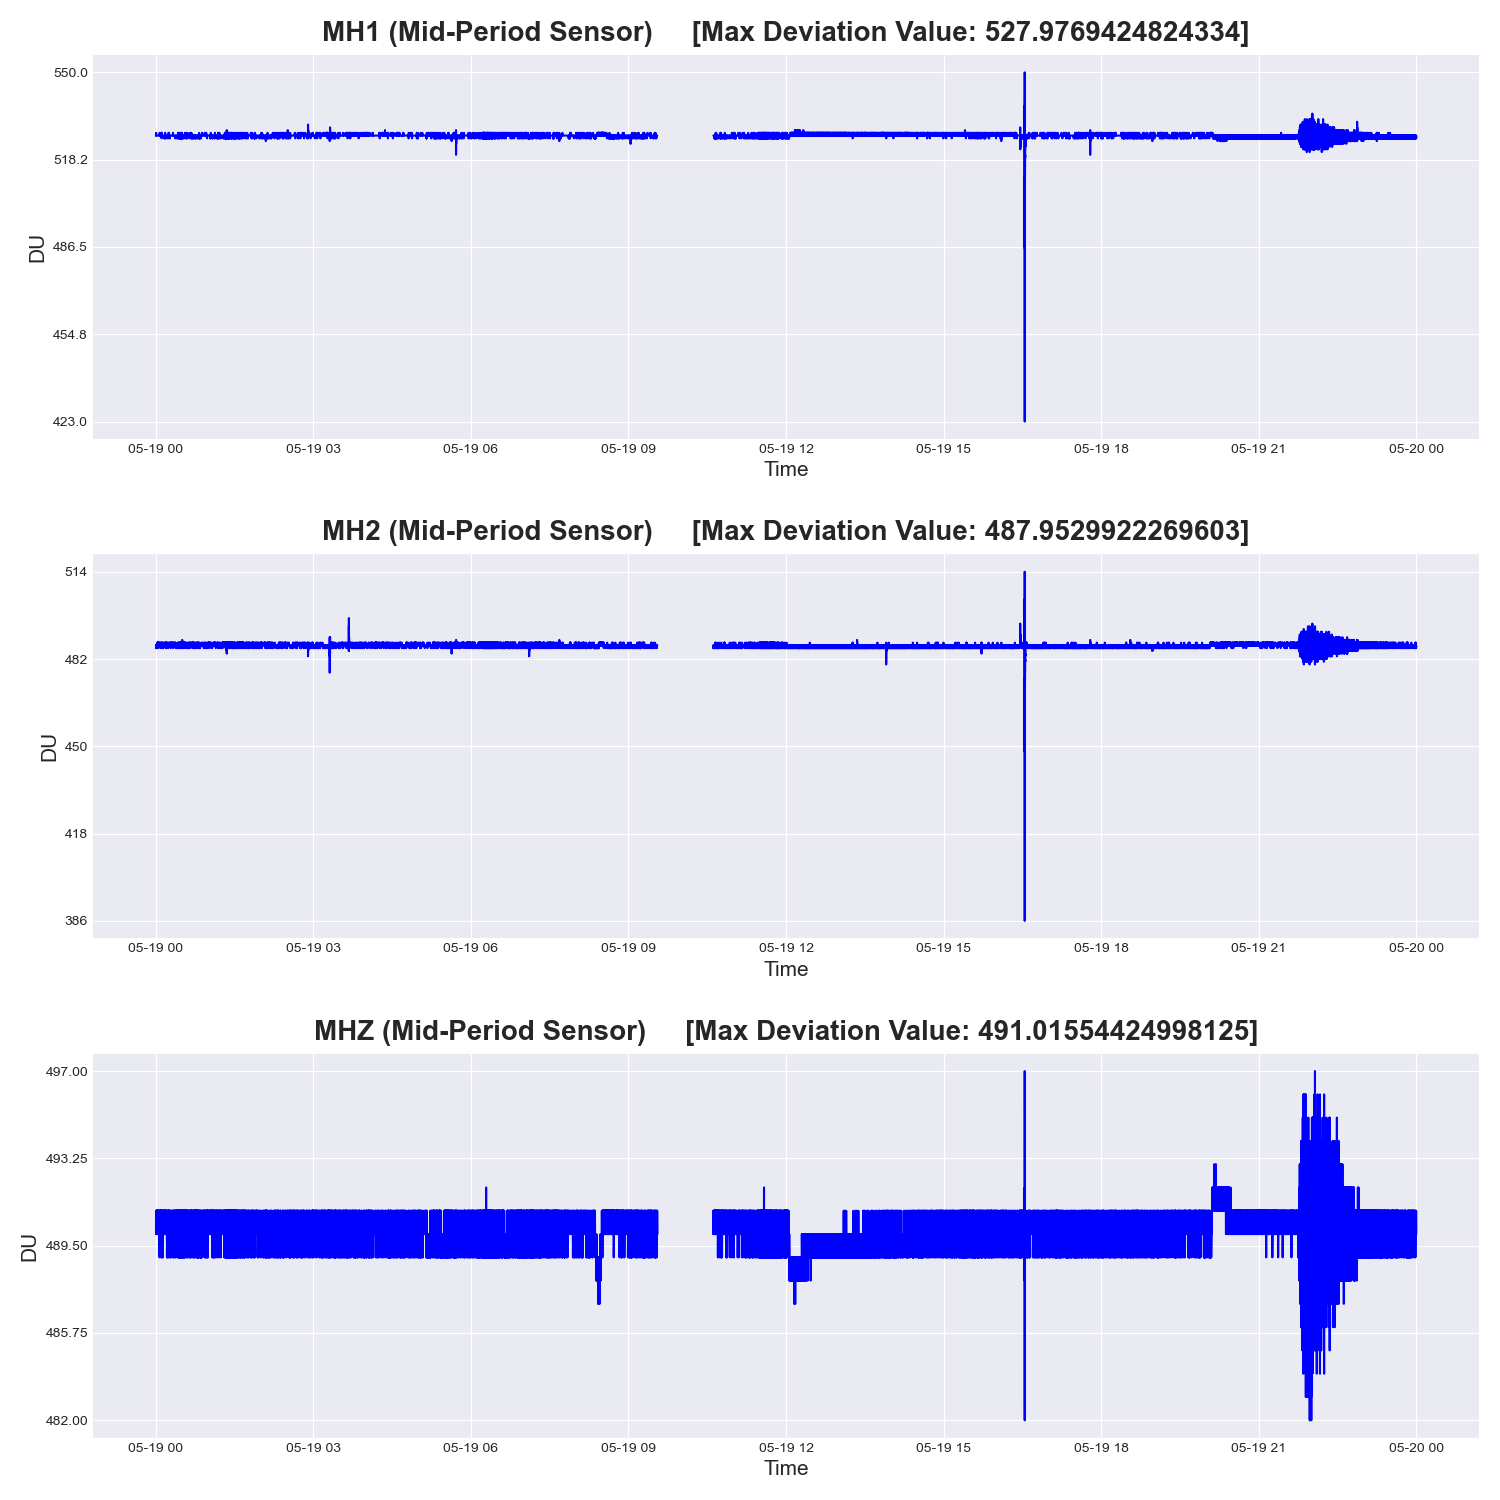 MH1 (Mid-Period Sensor) [Max Deviation Value: 527.9769424824334]
550.0
518.2
486.5
454.8
423.0
DU
05-19 00 05-19 03 05-19 06 05-19 09 05-19 12 05-19 15 05-19 18 05-19 21 05-20 00
Time
MH2 (Mid-Period Sensor) [Max Deviation Value: 487.9529922269603]
514
482
450
418
386
DU
05-19 00 05-19 03 05-19 06 05-19 09 05-19 12 05-19 15 05-19 18 05-19 21 05-20 00
Time
MHZ (Mid-Period Sensor) [Max Deviation Value: 491.01554424998125]
497.00
493.25
489.50
485.75
482.00
DU
05-19 00 05-19 03 05-19 06 05-19 09 05-19 12 05-19 15 05-19 18 05-19 21 05-20 00
Time